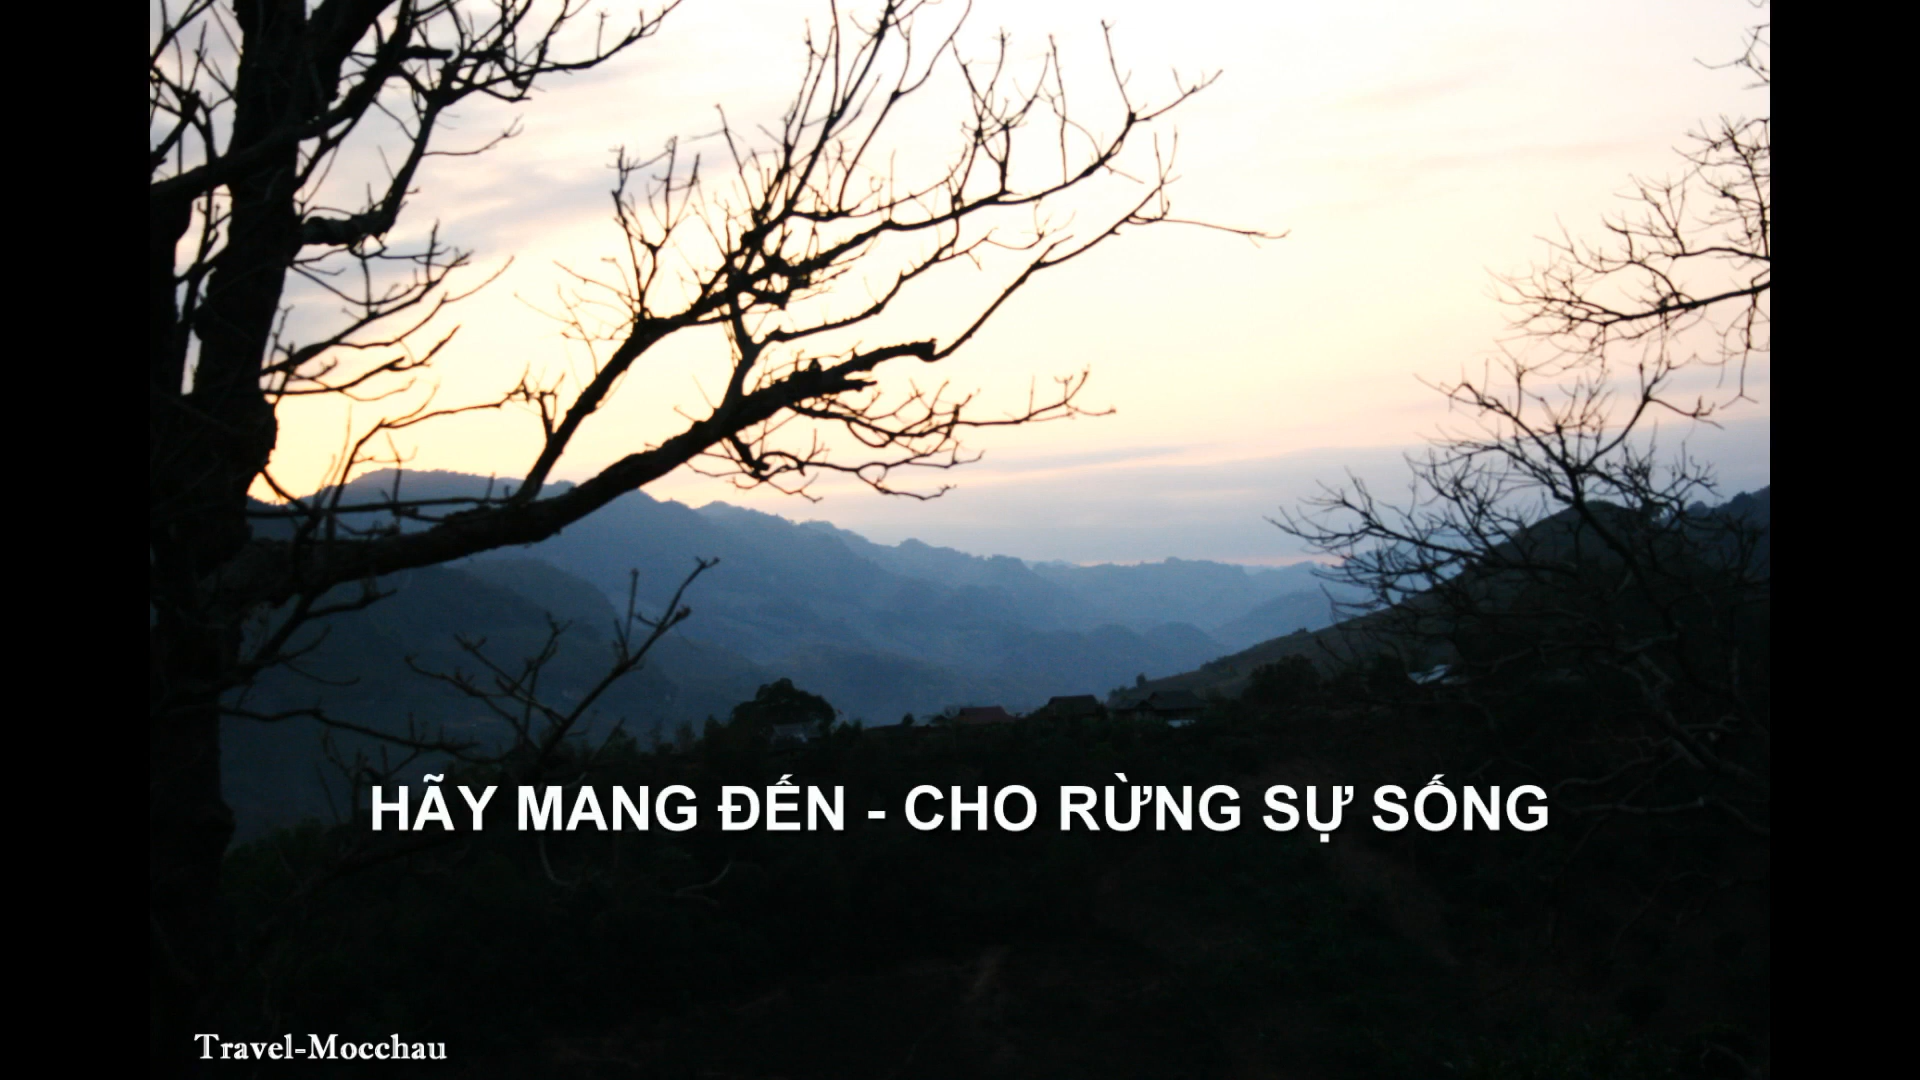 HÃY MANG ĐẾN - CHO RỪNG SỰ SỐNG
Travel-Mocchau